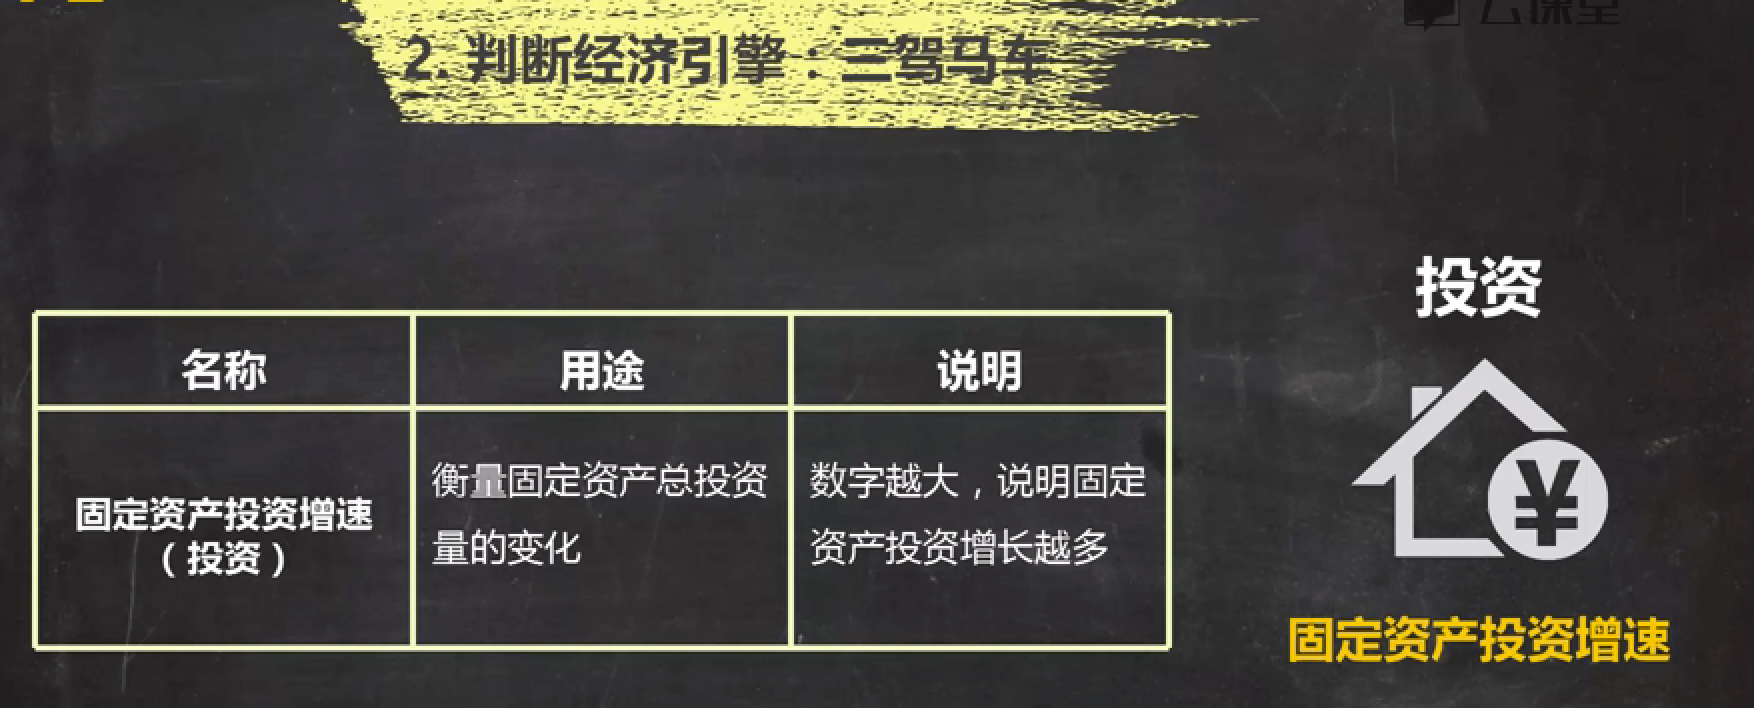 云课堂
2. 判断经济引擎：三驾马车
投资
名称 用途 说明
固定资产投资增速
（投资）
衡量固定资产总投资
量的变化
数字越大，说明固定
资产投资增长越多
¥
固定资产投资增速